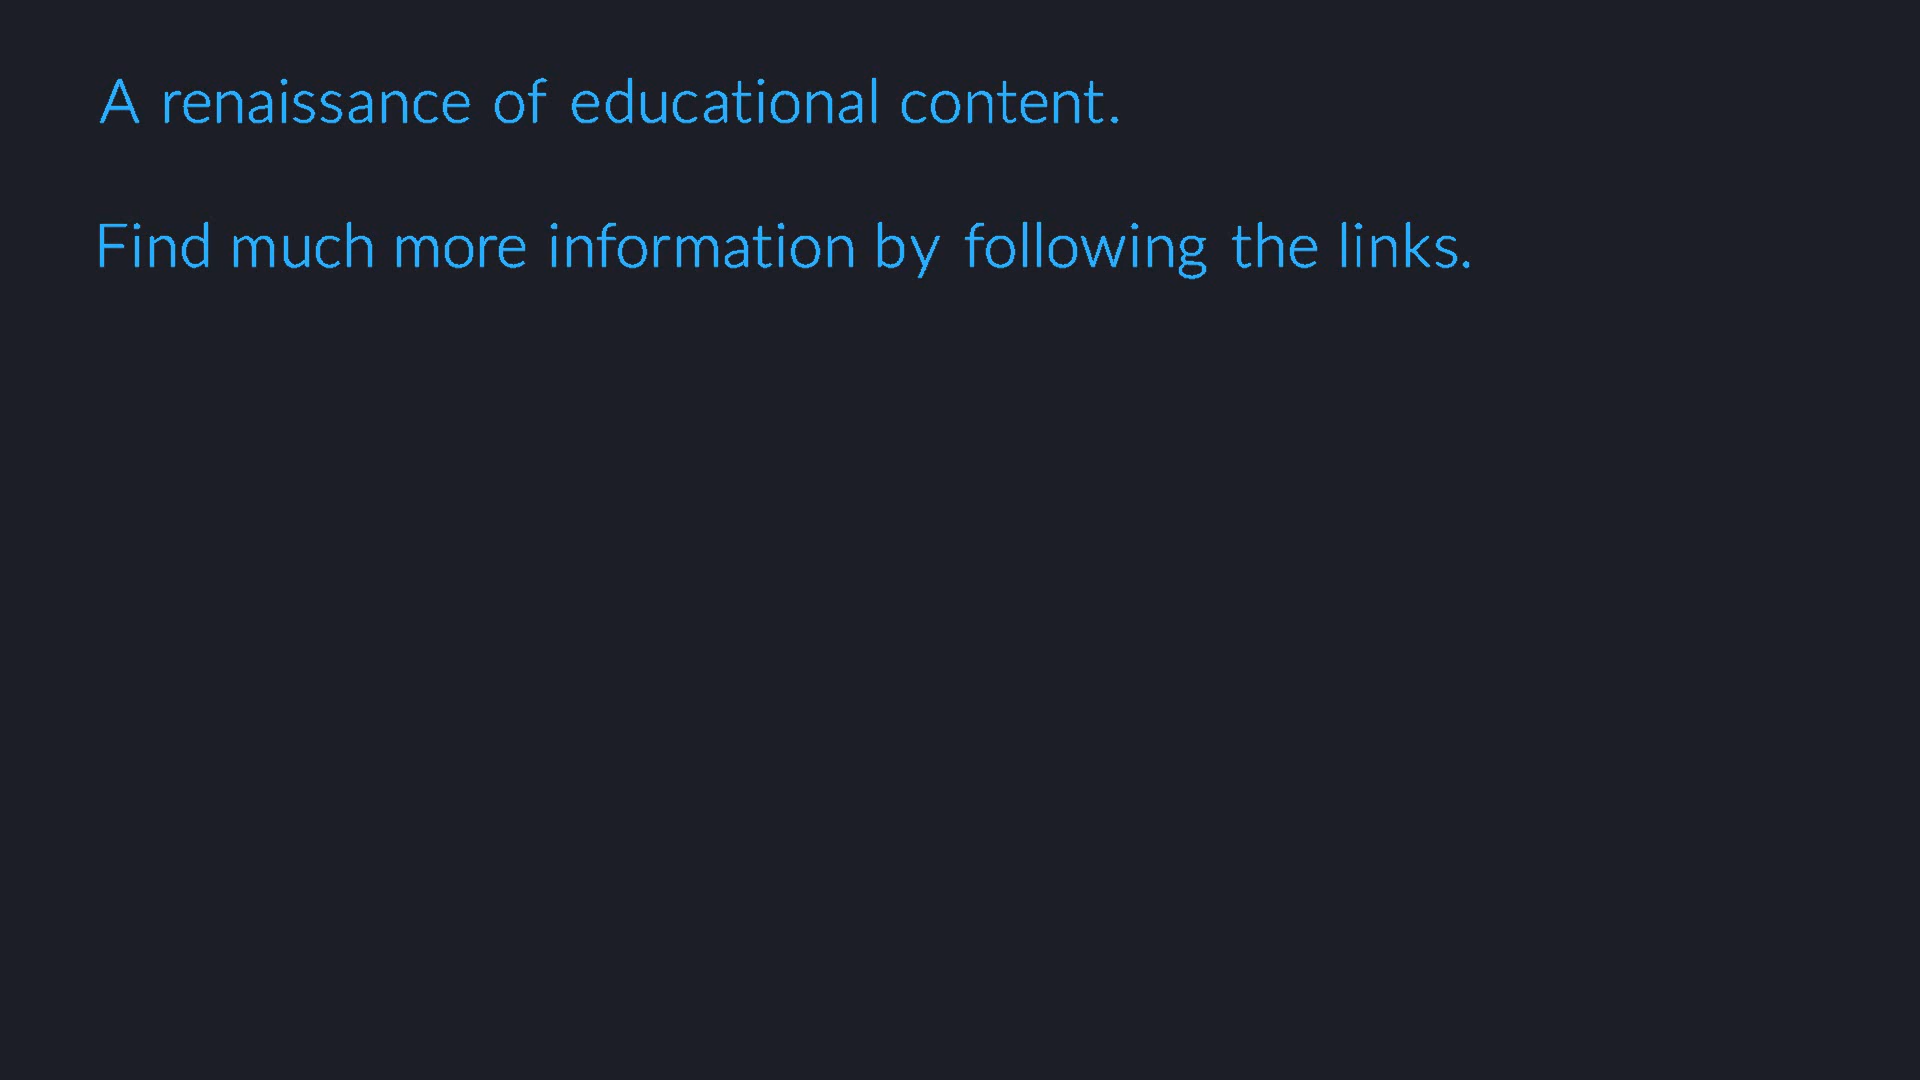 A renaissance of educational content.
Find much more information by following the links.